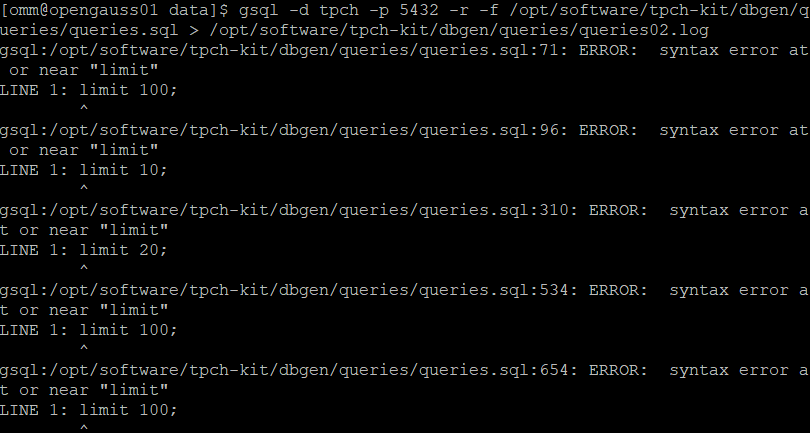 [omm@opengauss01 data]$ gsql -d tpch -p 5432 -r -f /opt/software/tpch-kit/dbgen/q
ueries/queries.sql > /opt/software/tpch-kit/dbgen/queries/queries02.log
gsql:/opt/software/tpch-kit/dbgen/queries/queries.sql:71: ERROR:  syntax error at
 or near "limit"
LINE 1: limit 100;
        ^
gsql:/opt/software/tpch-kit/dbgen/queries/queries.sql:96: ERROR:  syntax error at
 or near "limit"
LINE 1: limit 10;
        ^
gsql:/opt/software/tpch-kit/dbgen/queries/queries.sql:310: ERROR:  syntax error a
t or near "limit"
LINE 1: limit 20;
        ^
gsql:/opt/software/tpch-kit/dbgen/queries/queries.sql:534: ERROR:  syntax error a
t or near "limit"
LINE 1: limit 100;
        ^
gsql:/opt/software/tpch-kit/dbgen/queries/queries.sql:654: ERROR:  syntax error a
t or near "limit"
LINE 1: limit 100;
        ^